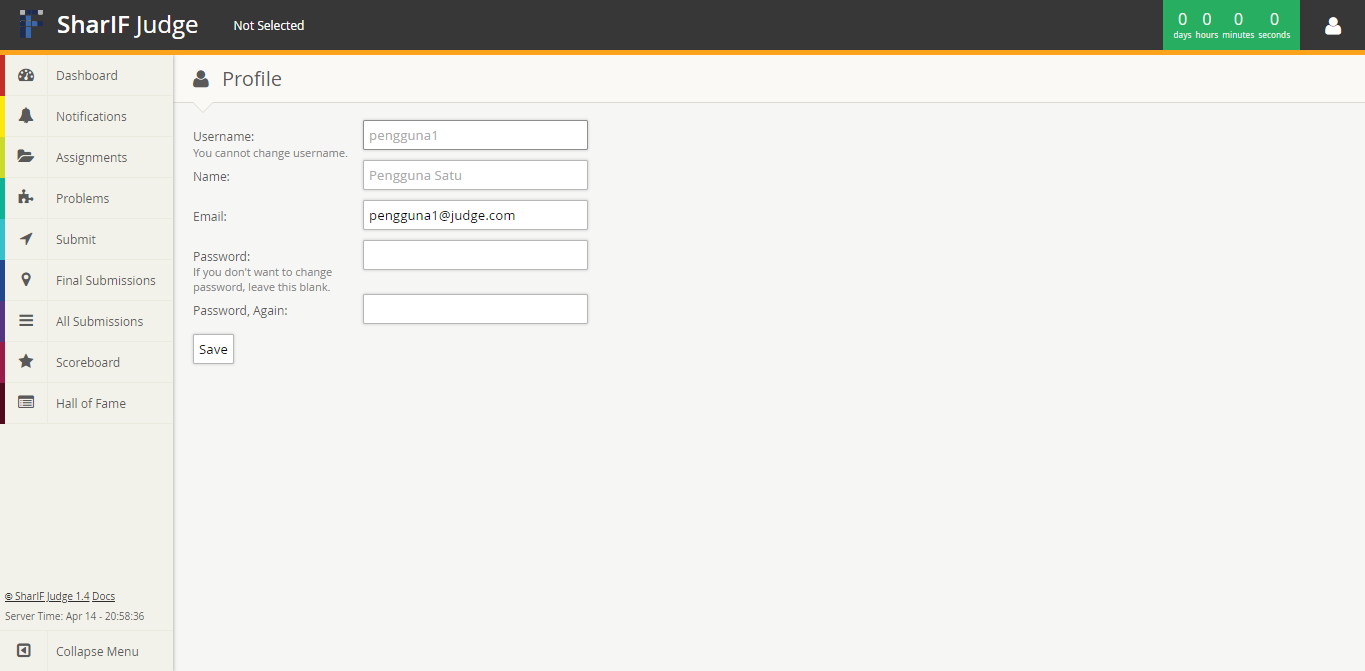 SharIF Judge
Not Selected
0 0 0 0
days hours minutes seconds
Dashboard
Notifications
Assignments
Problems
Submit
Final Submissions
All Submissions
Scoreboard
Hall of Fame
© SharIF Judge 1.4 Docs
Server Time: Apr 14 - 20:58:36
Collapse Menu
Profile
Username:
You cannot change username.
pengguna1
Name:
Pengguna Satu
Email:
pengguna1@judge.com
Password:
If you don't want to change
password, leave this blank.
Password, Again:
Save